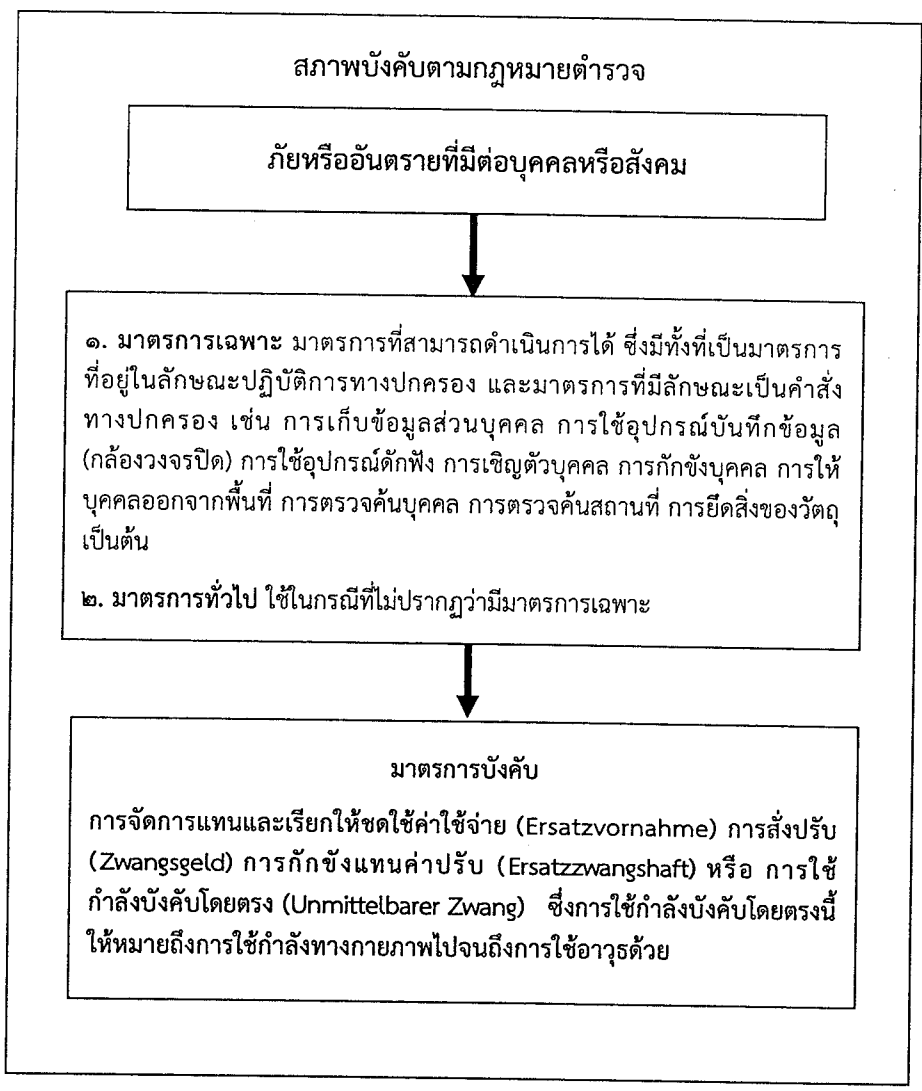 สภาพบังคับตามกฎหมายตำรวจ
ภัยหรืออันตรายที่มีต่อบุคคลหรือสังคม
๑. มาตรการเฉพาะ มาตรการที่สามารถดำเนินการได้ ซึ่งมีทั้งที่เป็นมาตรการ
ที่อยู่ในลักษณะปฏิบัติการทางปกครอง และมาตรการที่มีลักษณะเป็นคำสั่ง
ทางปกครอง เช่น การเก็บข้อมูลส่วนบุคคล การใช้อุปกรณ์บันทึกข้อมูล
(กล้องวงจรปิด) การใช้อุปกรณ์ดักฟัง การเชิญตัวบุคคล การกักขังบุคคล การให้
บุคคลออกจากพื้นที่ การตรวจค้นบุคคล การตรวจค้นสถานที่ การยึดสิ่งของวัตถุ
เป็นต้น
๒. มาตรการทั่วไป ใช้ในกรณีที่ไม่ปรากฏว่ามีมาตรการเฉพาะ
มาตรการบังคับ
การจัดการแทนและเรียกให้ชดใช้ค่าใช้จ่าย (Ersatzvornahme) การสั่งปรับ
(Zwangsgeld) การกักขังแทนค่าปรับ (Ersatzzwangshaft) หรือ การใช้
กำลังบังคับโดยตรง (Unmittelbarer Zwang) ซึ่งการใช้กำลังบังคับโดยตรงนี้
ให้หมายถึงการใช้กำลังทางกายภาพไปจนถึงการใช้อาวุธด้วย